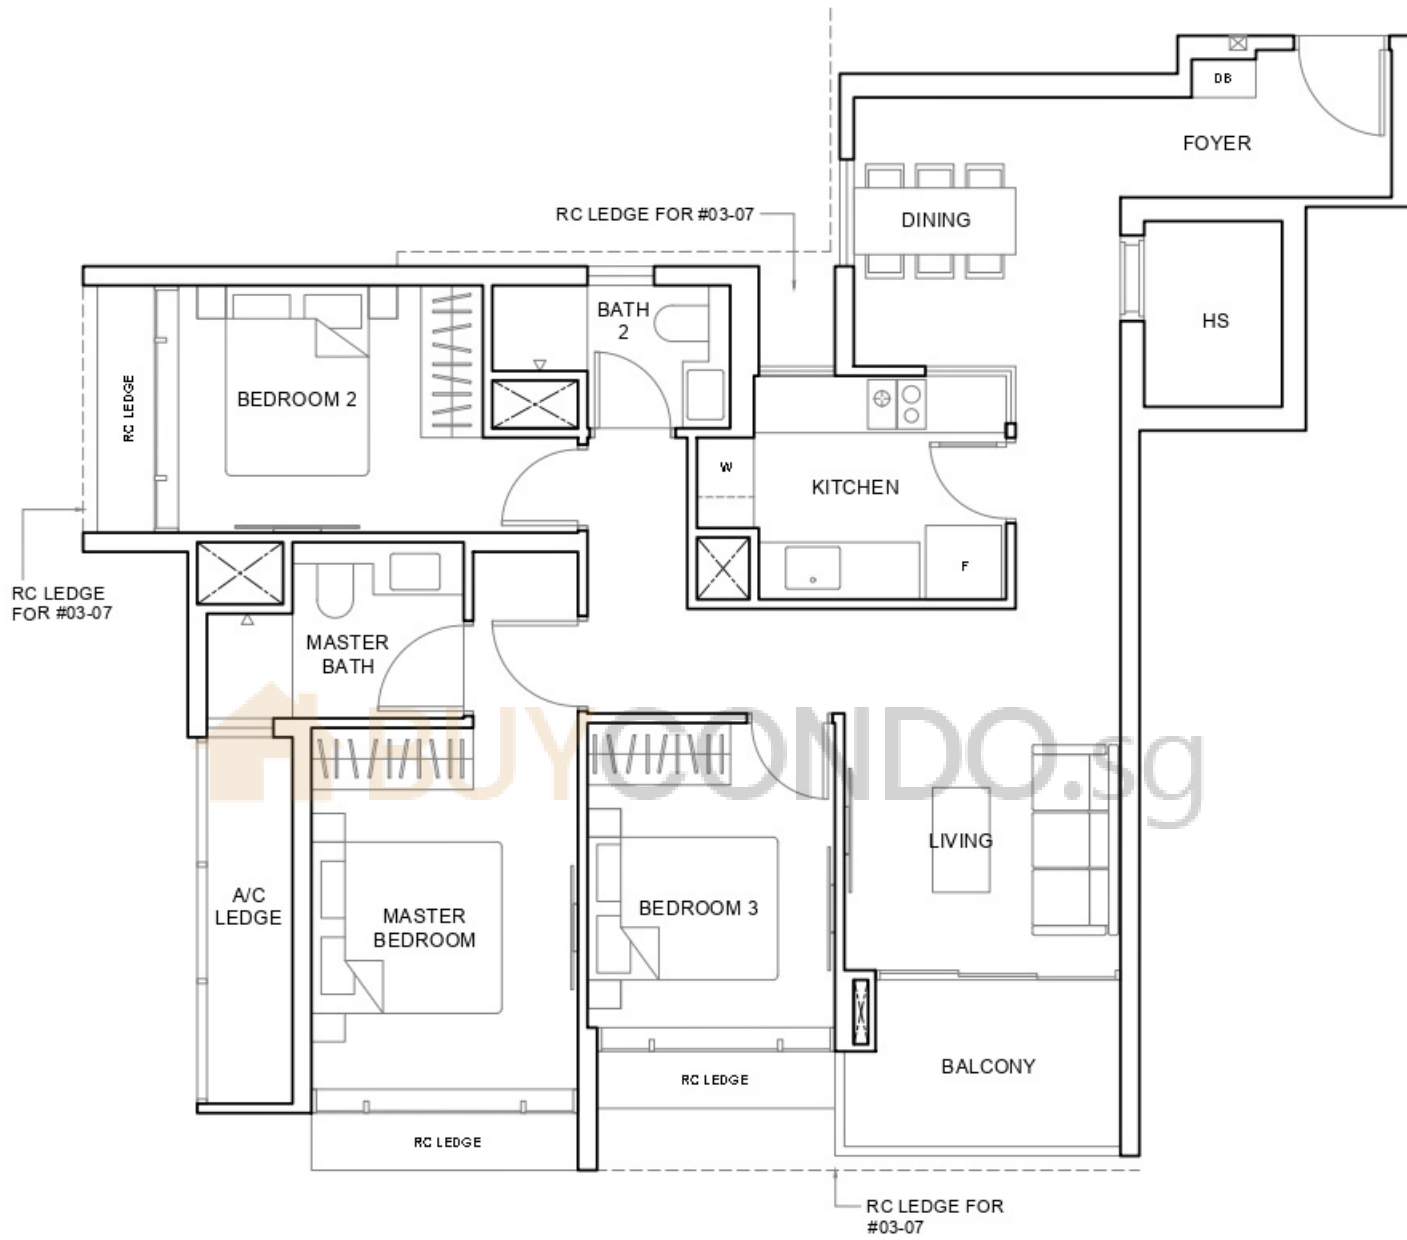 DB
FOYER
RC LEDGE FOR #03-07
DINING
BATH
2
HS
BEDROOM 2
RC LEDGE
W
KITCHEN
F
RC LEDGE
FOR #03-07
MASTER
BATH
BUYCONDO.sg
LIVING
A/C
LEDGE
MASTER
BEDROOM
BEDROOM 3
BALCONY
RC LEDGE
RC LEDGE
RC LEDGE FOR
#03-07